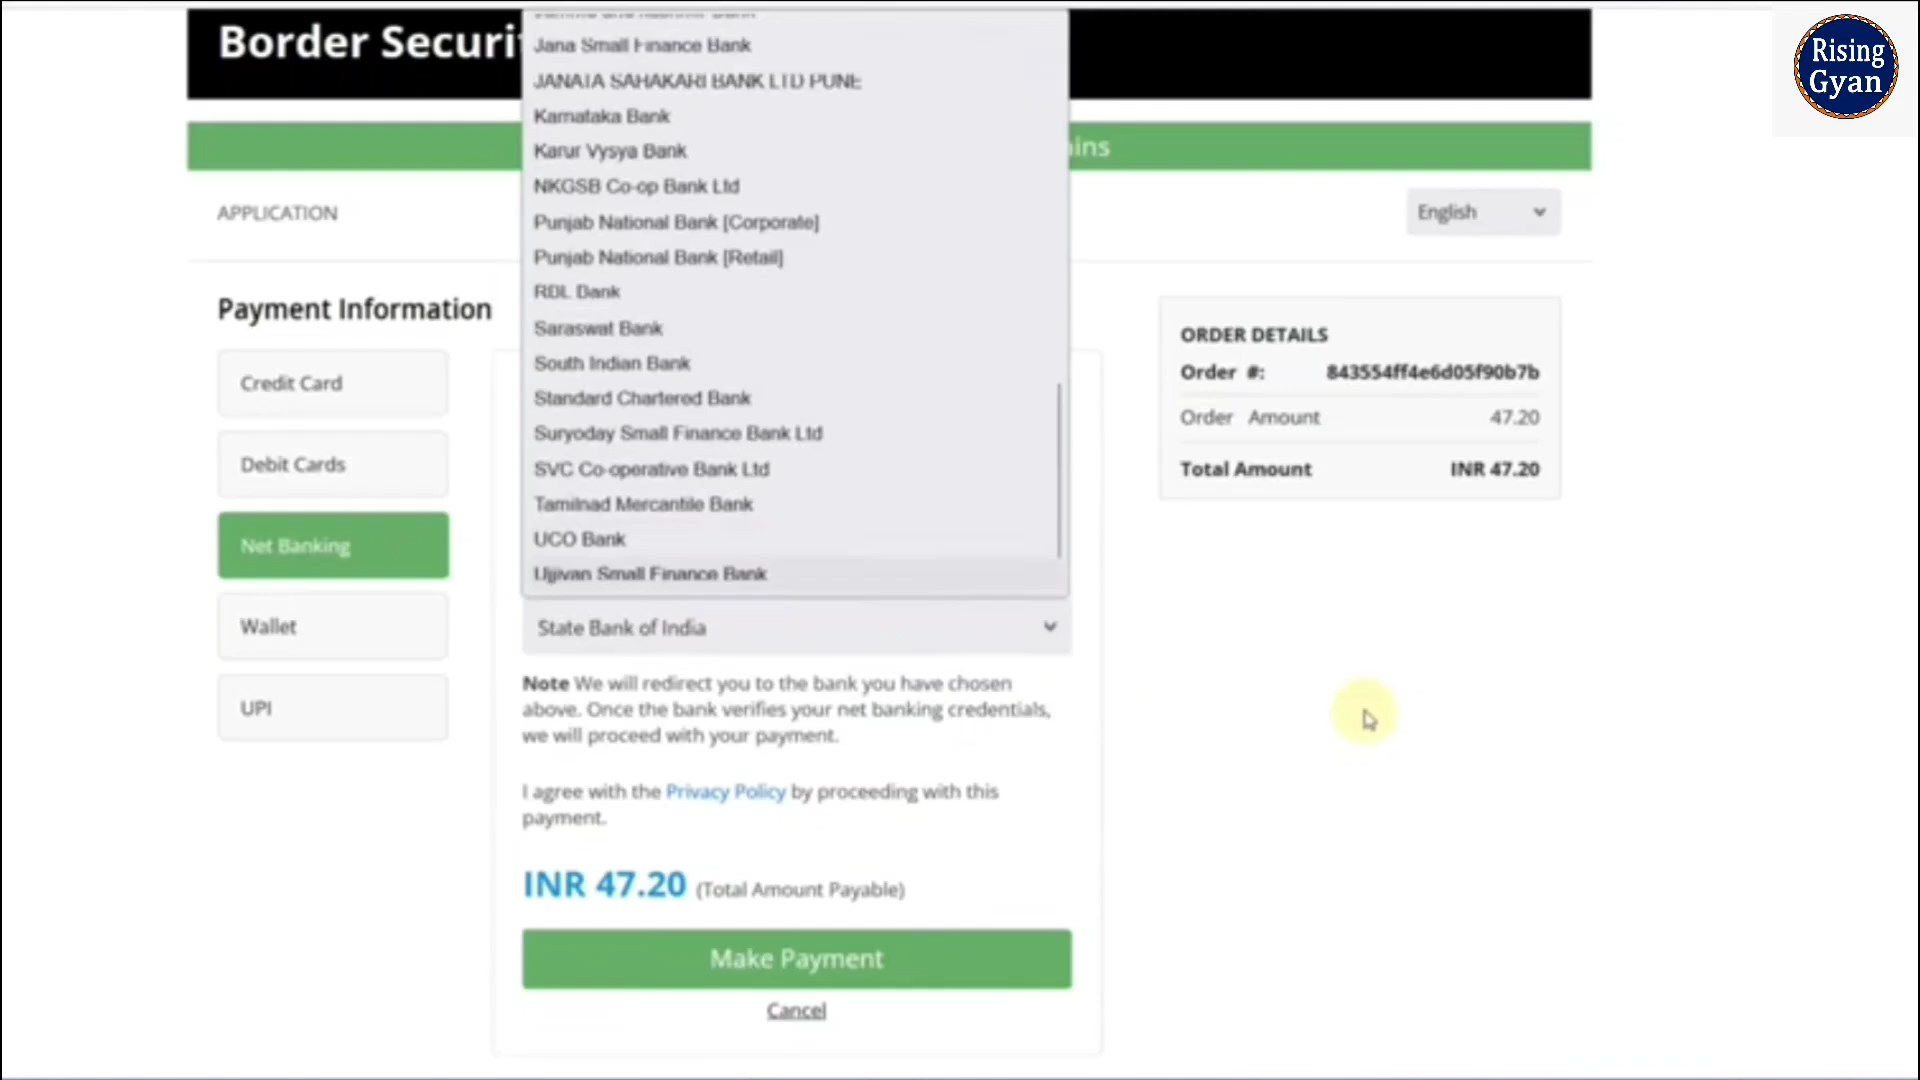 Border Securi
Jana Small Finance Bank
JANATA SAHAKARI BANK LTD PUNE
Karnataka Bank
Karur Vysya Bank
NKGSB Co-op Bank Ltd
Punjab National Bank [Corporate]
Punjab National Bank [Retail]
RBL Bank
Saraswat Bank
South Indian Bank
Standard Chartered Bank
Suryoday Small Finance Bank Ltd
SVC Co-operative Bank Ltd
Tamilnad Mercantile Bank
UCO Bank
Ujjivan Small Finance Bank
State Bank of India
Rising
Gyan
ins
APPLICATION
English
Payment Information
Credit Card
Debit Cards
Net Banking
Wallet
UPI
Note We will redirect you to the bank you have chosen
above. Once the bank verifies your net banking credentials,
we will proceed with your payment.
I agree with the Privacy Policy by proceeding with this
payment.
INR 47.20 (Total Amount Payable)
Make Payment
Cancel
ORDER DETAILS
Order #: 843554ff4e6d05f90b7b
Order Amount 47.20
Total Amount INR 47.20